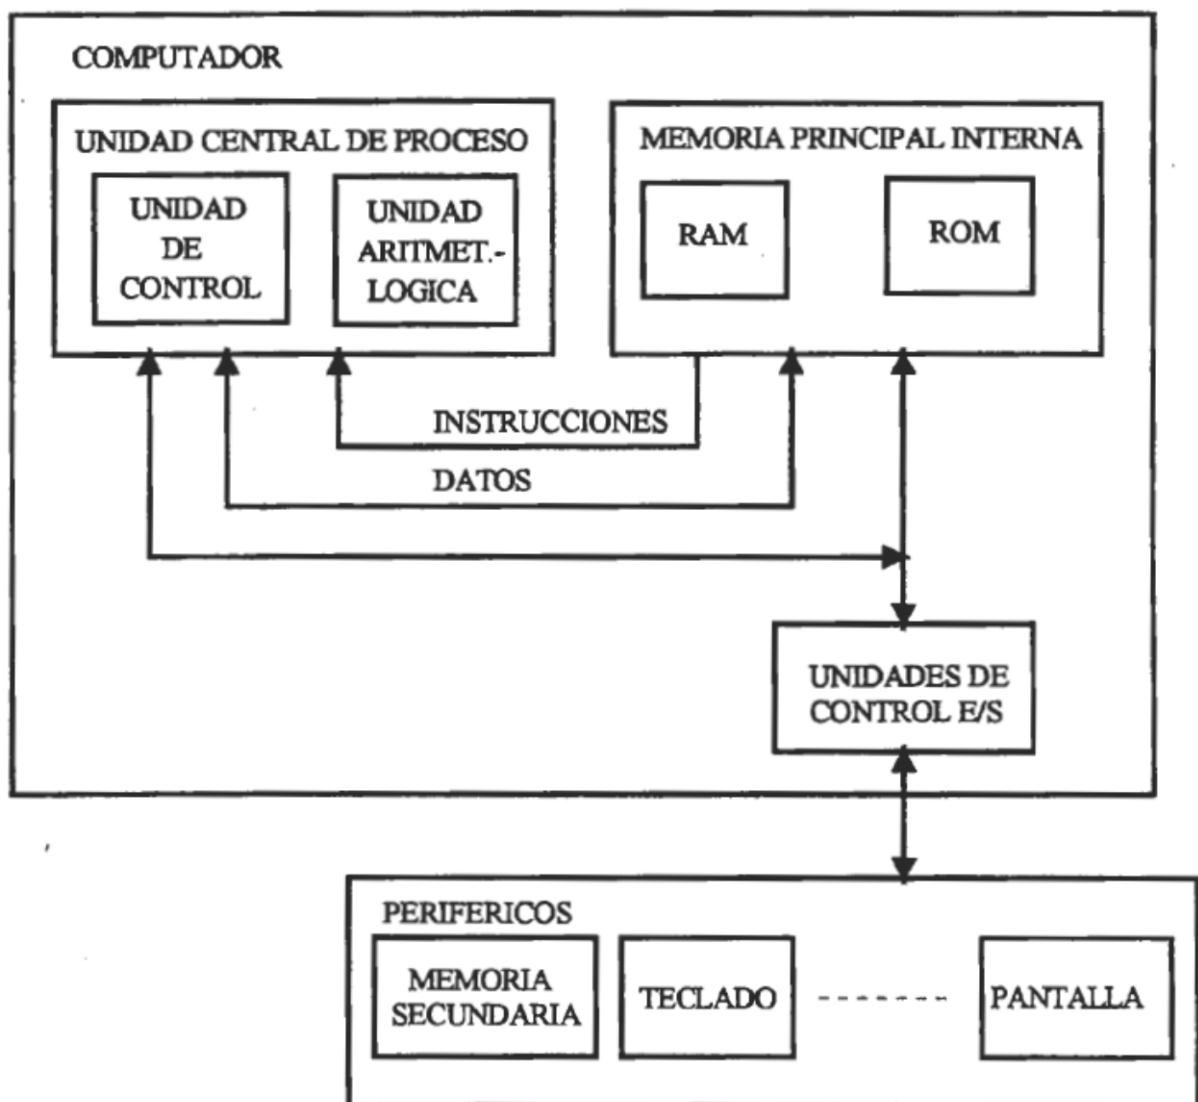 COMPUTADOR
UNIDAD CENTRAL DE PROCESO
UNIDAD
DE
CONTROL
UNIDAD
ARITMET.-
LOGICA
MEMORIA PRINCIPAL INTERNA
RAM
ROM
INSTRUCCIONES
DATOS
UNIDADES DE
CONTROL E/S
PERIFERICOS
MEMORIA
SECUNDARIA
TECLADO
PANTALLA